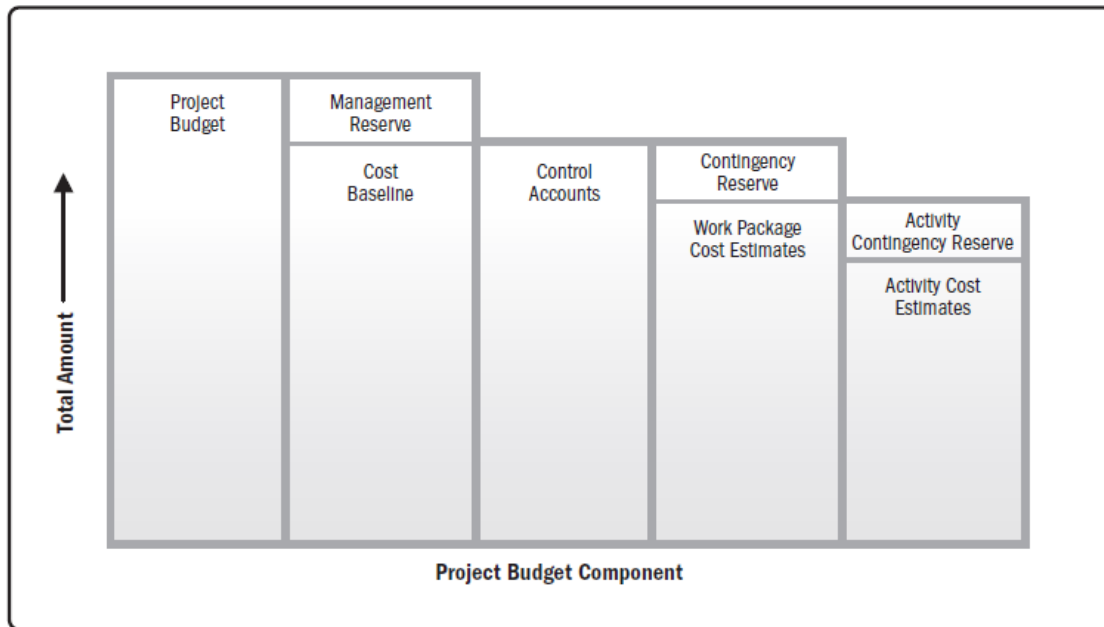 Project
Budget
Management
Reserve
Cost
Baseline
Control
Accounts
Contingency
Reserve
Work Package
Cost Estimates
Activity
Contingency Reserve
Activity Cost
Estimates
Total Amount
Project Budget Component